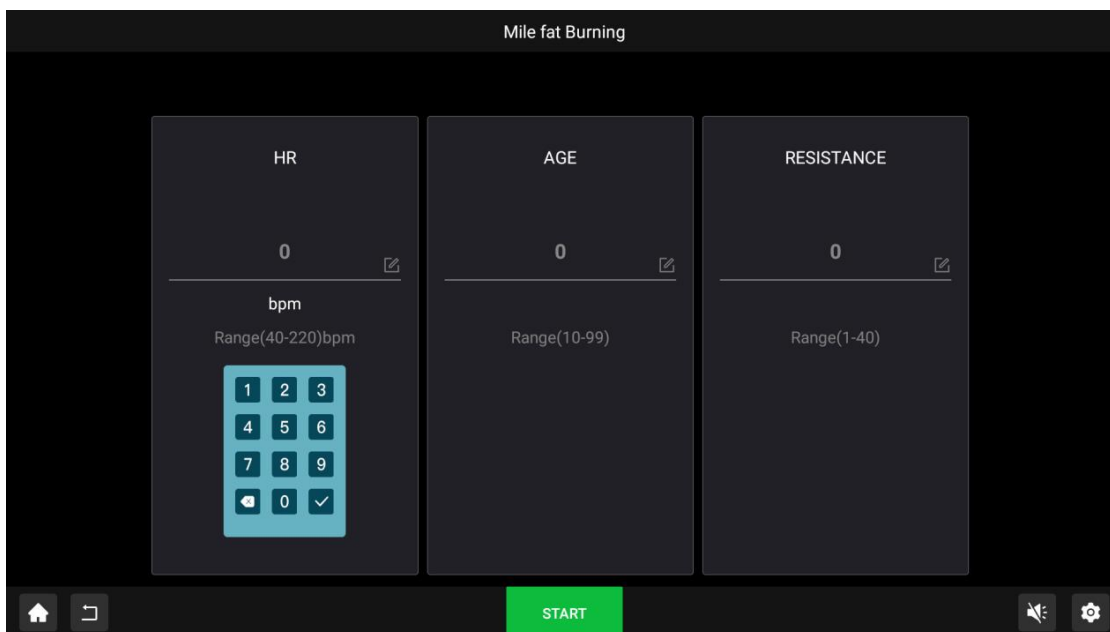 Mile fat Burning
HR
0
bpm
Range(40-220)bpm
1 2 3
4 5 6
7 8 9
0
AGE
0
Range(10-99)
RESISTANCE
0
Range(1-40)
START